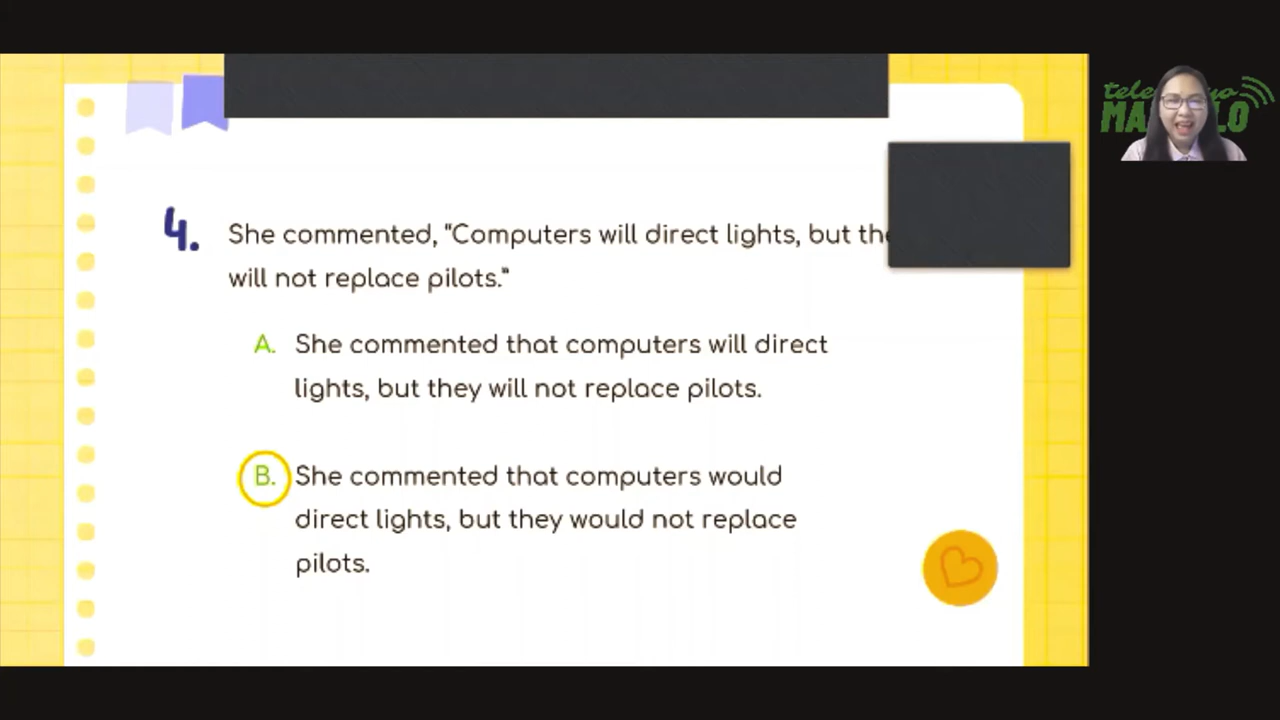 4.
She commented, "Computers will direct lights, but
will not replace pilots."
A. She commented that computers will direct
lights, but they will not replace pilots.
B. She commented that computers would
direct lights, but they would not replace
pilots.